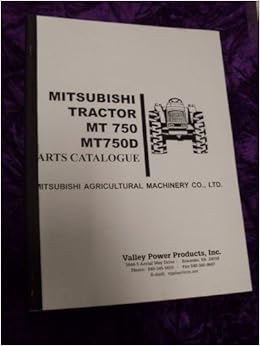 MITSUBISHI
TRACTOR
MT 750
MT750D
ARTS CATALOGUE
MITSUBISHI AGRICULTURAL MACHINERY CO., LTD.
Valley Power Products, Inc.